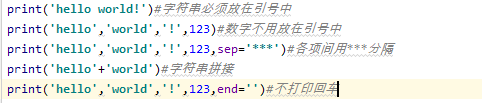 print('hello world!')#字符串必须放在引号中
print('hello','world','!',123)#数字不用放在引号中
print('hello','world','!',123,sep='***')#各项间用***分隔
print('hello'+'world')#字符串拼接
print('hello','world','!',123,end='')#不打印回车